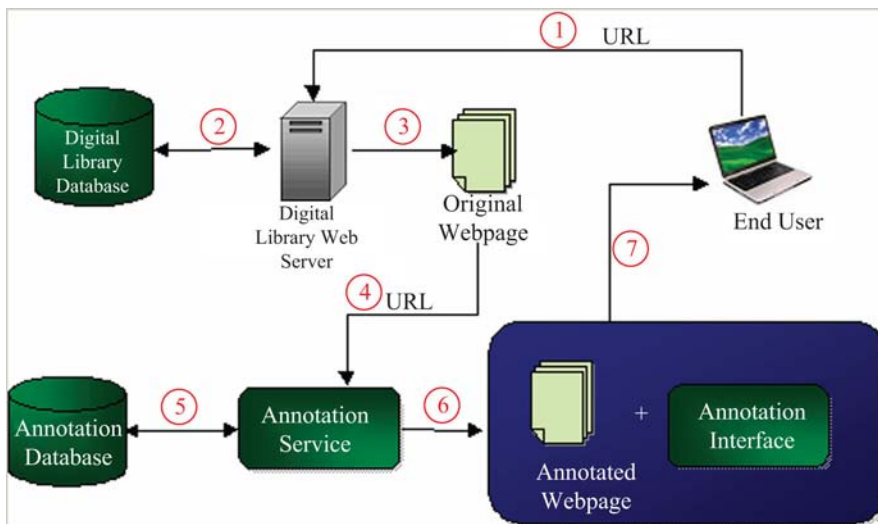 1
URL
Digital
Library
Database
2
3
Digital
Library Web
Server
Original
Webpage
End User
7
4
URL
Annotation
Database
5
Annotation
Service
6
Annotated
Webpage
+
Annotation
Interface